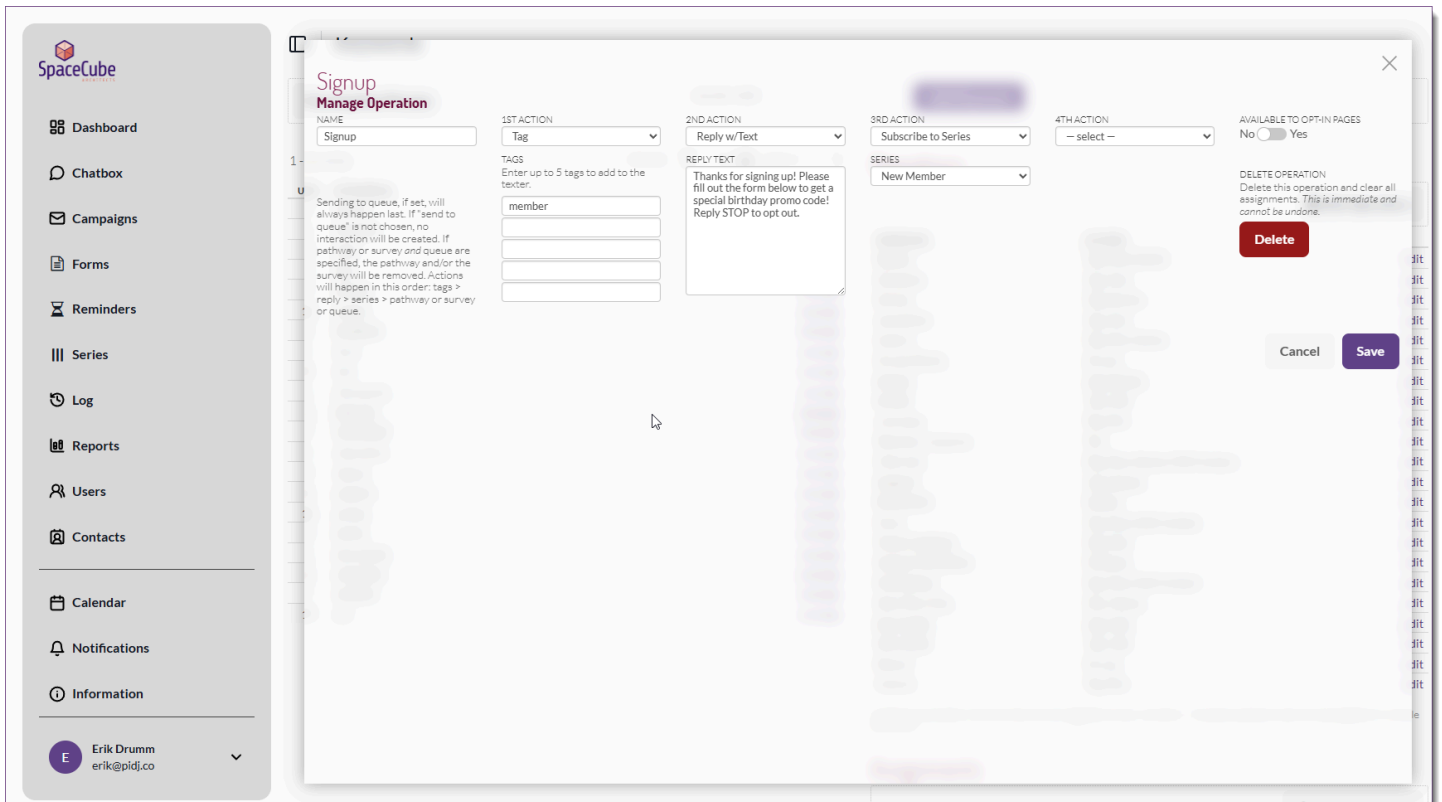 SpaceCube
Dashboard
Chatbox
Campaigns
Forms
Reminders
Series
Log
Reports
Users
Contacts
Calendar
Notifications
Information
E
Erik Drumm
erik@pidj.co
Signup
Manage Operation
NAME
Signup
Sending to queue, if set, will
always happen last. If "send to
queue" is not chosen, no
interaction will be created. If
pathway or survey and queue are
specified, the pathway and/or the
survey will be removed. Actions
will happen in this order: tags >
reply > series > pathway or survey
or queue.
1ST ACTION
Tag
TAGS
Enter up to 5 tags to add to the
texter.
member
2ND ACTION
Reply w/Text
REPLY TEXT
Thanks for signing up! Please
fill out the form below to get a
special birthday promo code!
Reply STOP to opt out.
3RD ACTION
Subscribe to Series
SERIES
New Member
4TH ACTION
-- select --
AVAILABLE TO OPT-IN PAGES
No Yes
DELETE OPERATION
Delete this operation and clear all
assignments. This is immediate and
cannot be undone.
Delete
Cancel Save